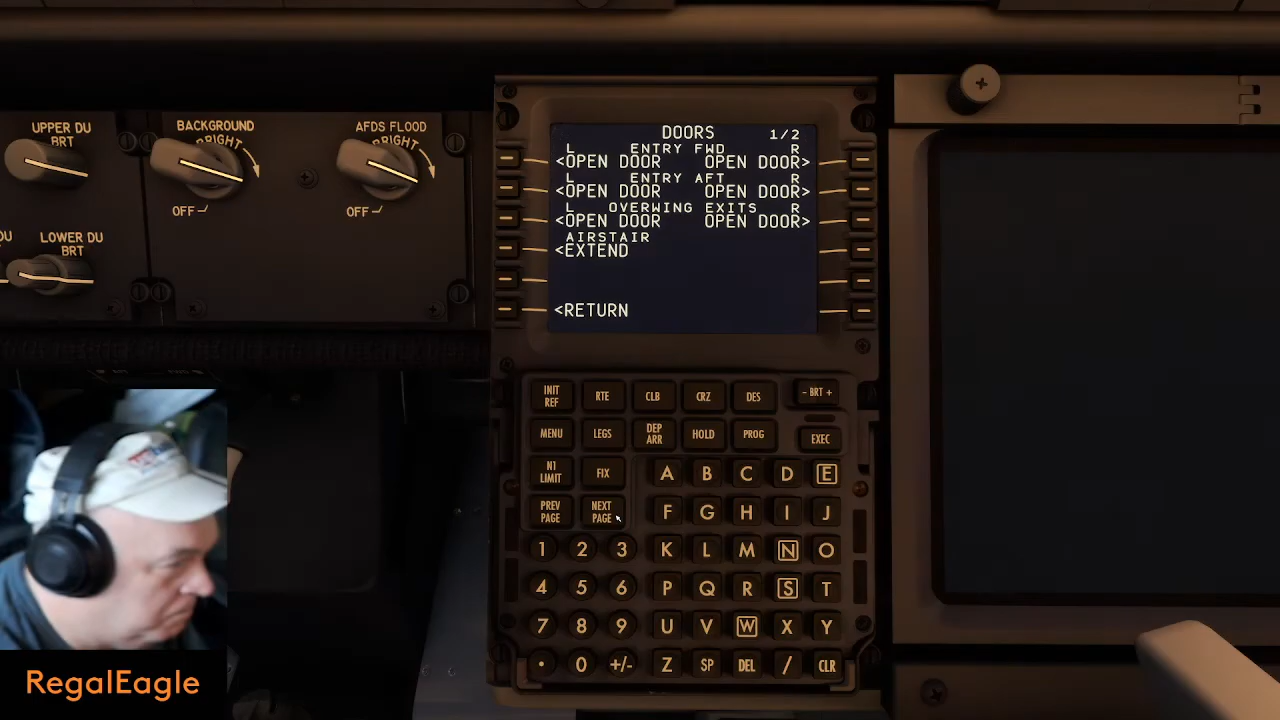 UPPER DU
BRT
BACKGROUND
BRIGHT
OFF
AFDS FLOOD
BRIGHT
OFF
DU
LOWER DU
BRT
DOORS 1/2
L ENTRY FWD R
<OPEN DOOR OPEN DOOR>
L ENTRY AFT R
<OPEN DOOR OPEN DOOR>
L OVERWING EXITS R
<OPEN DOOR OPEN DOOR>
AIRSTAIR
<EXTEND
<RETURN
INIT REF RTE CLB CRZ DES - BRT +
MENU LEGS DEP ARR HOLD PROG EXEC
N1 LIMIT FIX A B C D E
PREV PAGE NEXT PAGE F G H I J
1 2 3 K L M N O
4 5 6 P Q R S T
7 8 9 U V W X Y
. 0 +/- Z SP DEL / CLR
RegalEagle